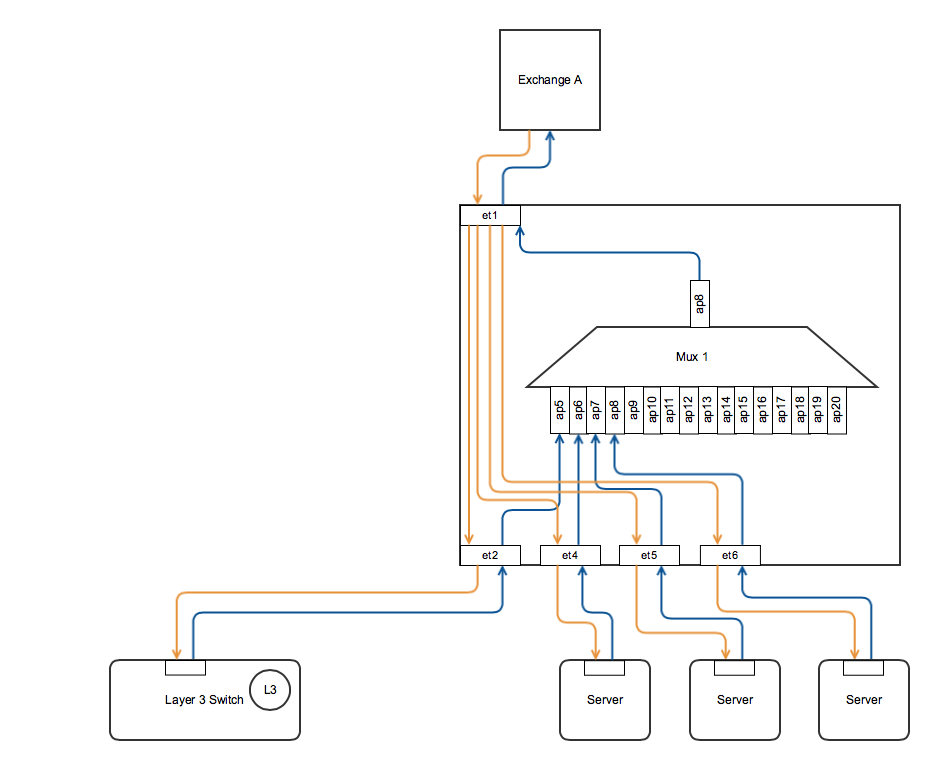 Exchange A
et1
ap8
Mux 1
ap5
ap6
ap7
ap8
ap9
ap10
ap11
ap12
ap13
ap14
ap15
ap16
ap17
ap18
ap19
ap20
et2
et4
et5
et6
Layer 3 Switch
L3
Server
Server
Server